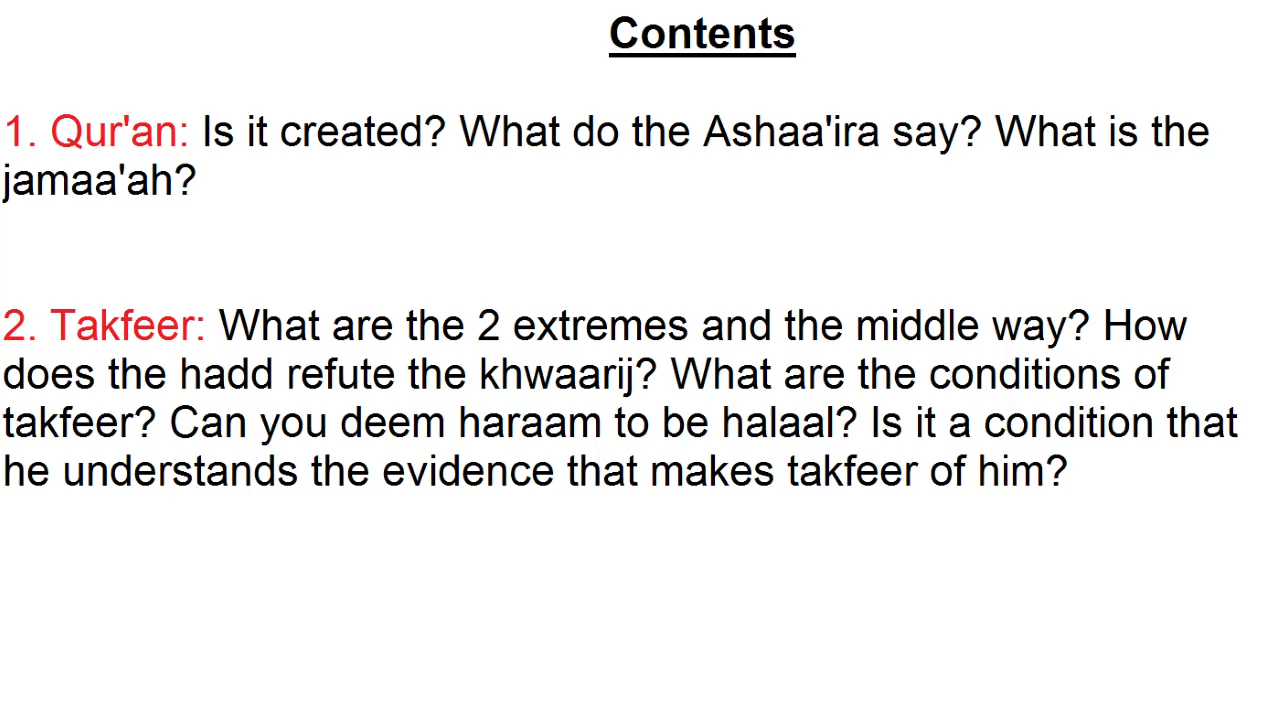 Contents
1. Qur'an: Is it created? What do the Ashaa'ira say? What is the
jamaa'ah?
2. Takfeer: What are the 2 extremes and the middle way? How
does the hadd refute the khwaarij? What are the conditions of
takfeer? Can you deem haraam to be halaal? Is it a condition that
he understands the evidence that makes takfeer of him?